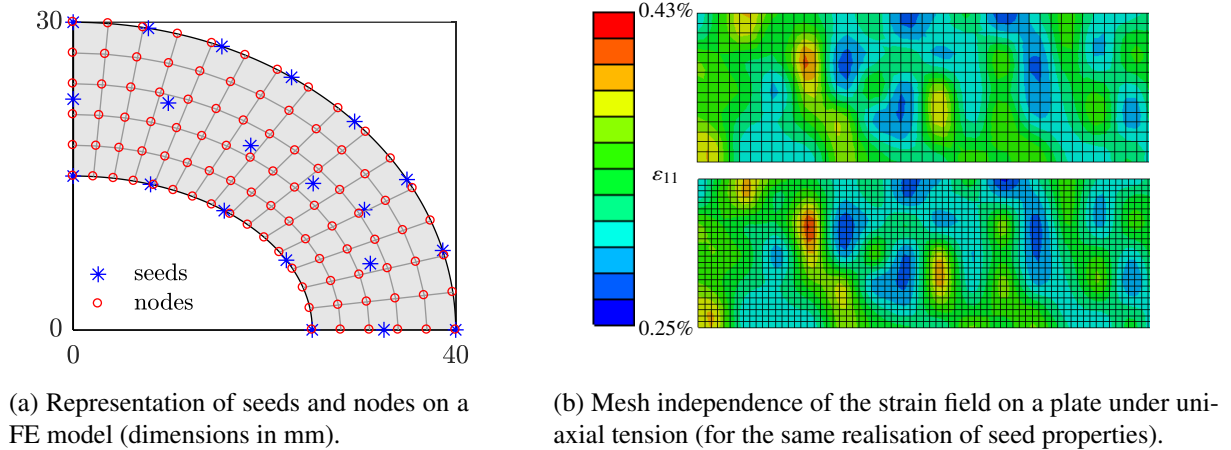 30
seeds
nodes
0
0
40
0.43%
ε11
0.25%
(a) Representation of seeds and nodes on a
FE model (dimensions in mm).
(b) Mesh independence of the strain field on a plate under uni-
axial tension (for the same realisation of seed properties).